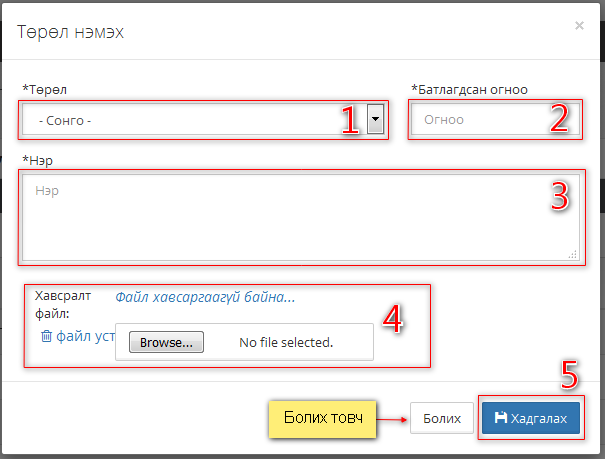 Төрөл нэмэх ×
*Төрөл *Батлагдсан огноо
- Сонго - 1 Огноо 2
*Нэр
Нэр 3
Хавсралт Файл хавсаргаагүй байна...
файл: 4
файл уст Browse... No file selected.
5
Болих товч Болих Хадгалах